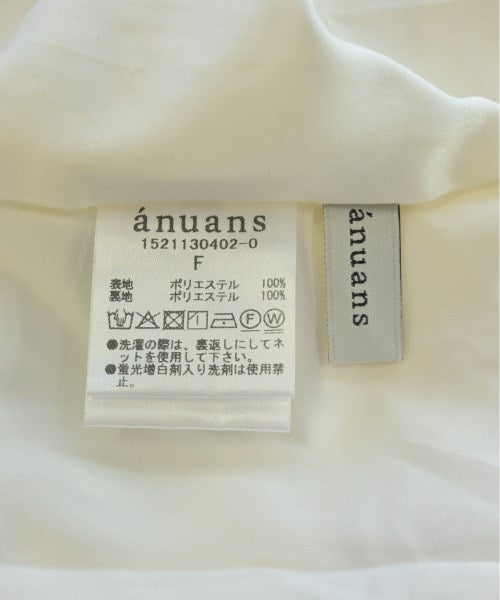 ánuans
1521130402-0
F
表地 ポリエステル 100%
裏地 ポリエステル 100%
Ⓕ Ⓦ
●洗濯の際は、裏返しにしてネ
ットを使用して下さい。
●蛍光増白剤入り洗剤は使用禁
止。
ánuans